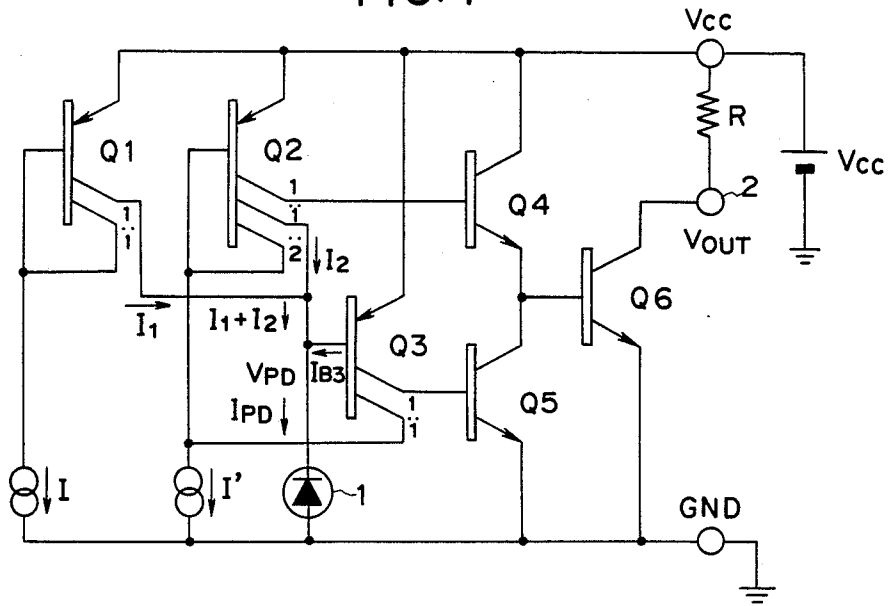 FIG. 1
Vcc
R
Vcc
Q1
Q2
Q4
2
VOUT
1
:
1
1
:
1
:
2
I2
I1
I1+I2
Q3
Q6
VPD
IB3
IPD
1
:
1
Q5
I
I'
1
GND